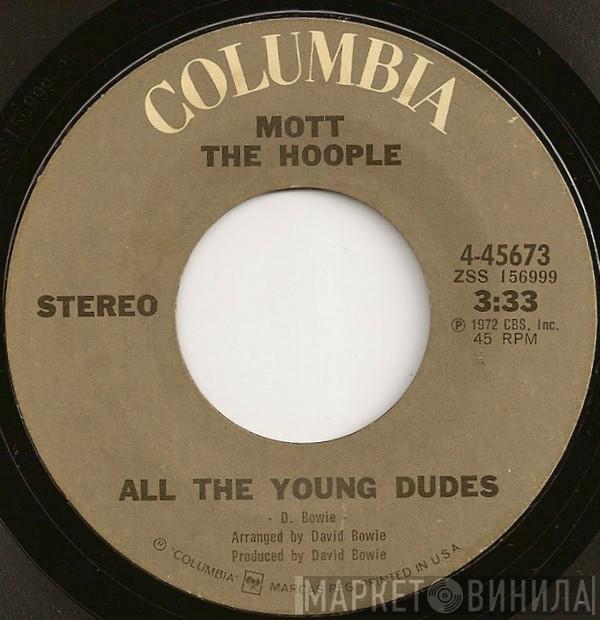 COLUMBIA
MOTT
THE HOOPLE
4-45673
ZSS 156999
STEREO
3:33
Ⓟ 1972 CBS, Inc.
45 RPM
ALL THE YOUNG DUDES
- D. Bowie -
Arranged by David Bowie
Produced by David Bowie
® "COLUMBIA" MARCAS REG. PRINTED IN U.S.A.
МАРКЕТ ВИНИЛА